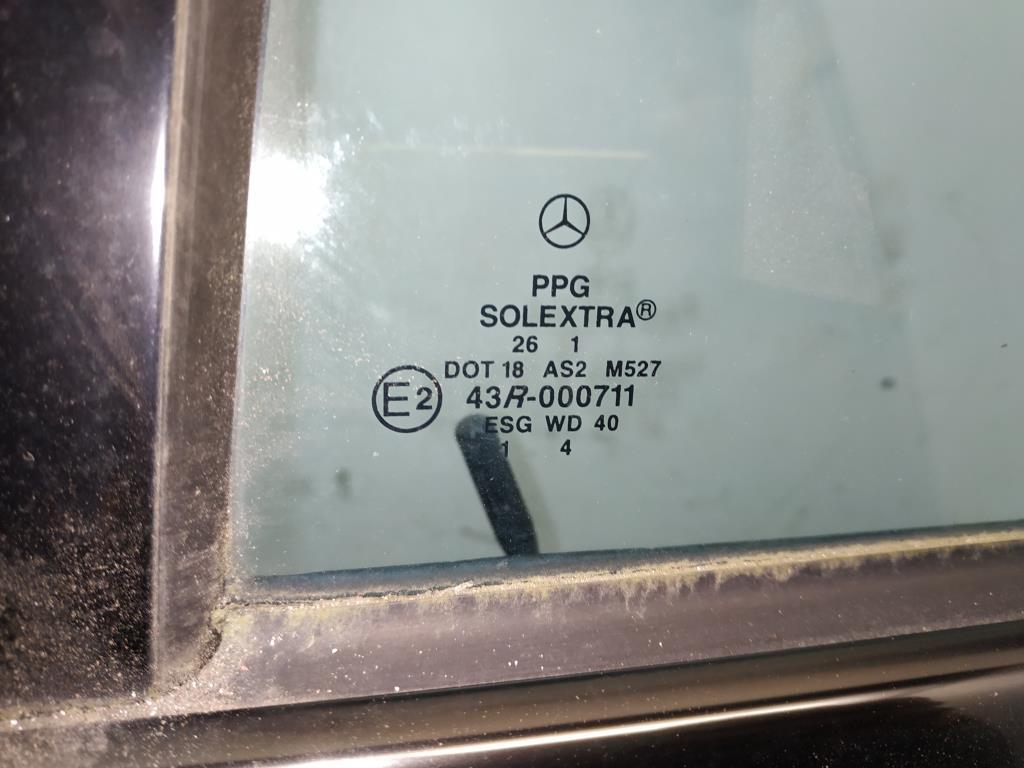 PPG
SOLEXTRA®
26 1
DOT 18 AS2 M527
E2 43R-000711
ESG WD 40
1 4